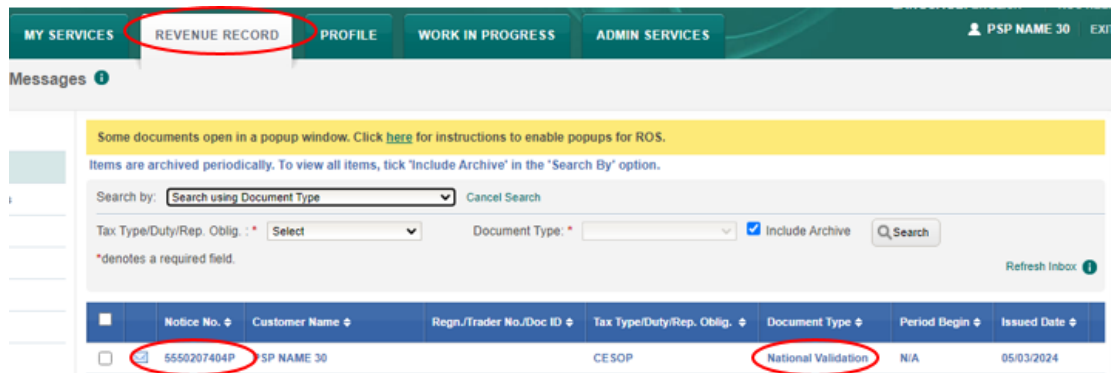 MY SERVICES REVENUE RECORD PROFILE WORK IN PROGRESS ADMIN SERVICES PSP NAME 30 EXIT
Messages
Some documents open in a popup window. Click here for instructions to enable popups for ROS.
Items are archived periodically. To view all items, tick 'Include Archive' in the 'Search By' option.
Search by: Search using Document Type Cancel Search
Tax Type/Duty/Rep. Oblig. : * Select Document Type: * Include Archive Search
*denotes a required field.
Refresh Inbox
Notice No. Customer Name Regn./Trader No./Doc ID Tax Type/Duty/Rep. Oblig. Document Type Period Begin Issued Date
5550207404P PSP NAME 30 CESOP National Validation N/A 05/03/2024